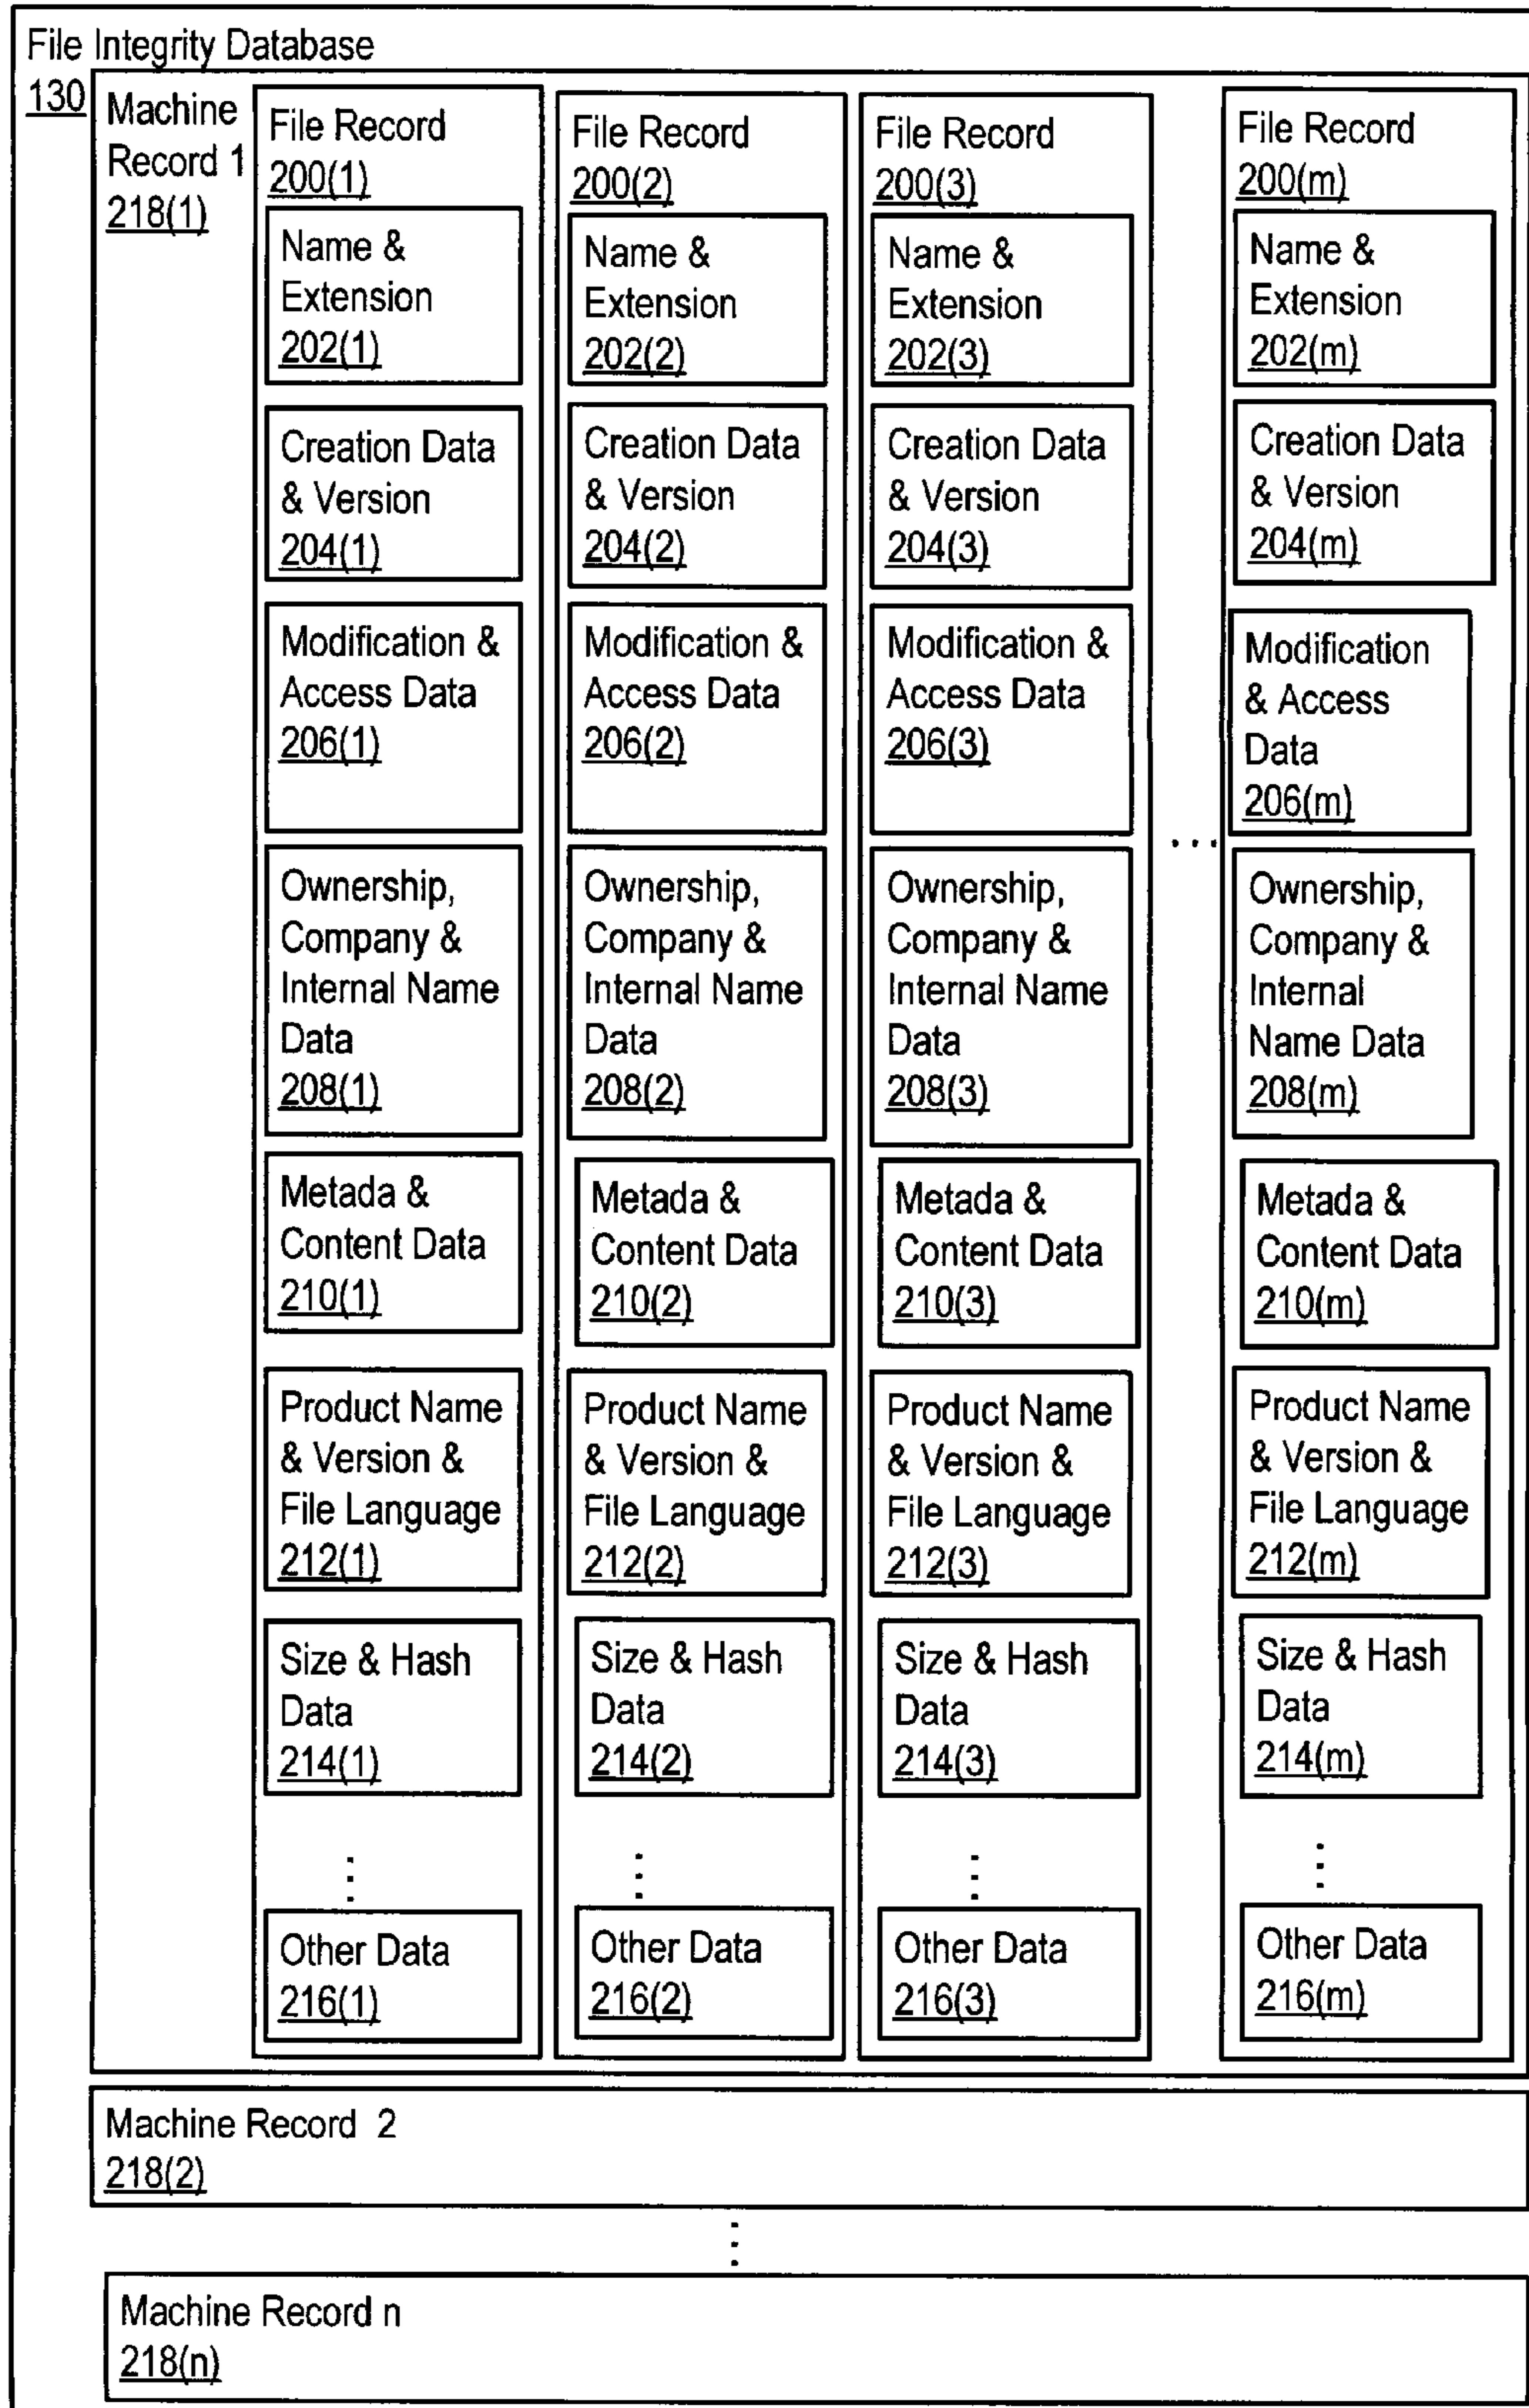 File Integrity Database
130
Machine
Record 1
218(1)
File Record
200(1)
Name &
Extension
202(1)
Creation Data
& Version
204(1)
Modification &
Access Data
206(1)
Ownership,
Company &
Internal Name
Data
208(1)
Metada &
Content Data
210(1)
Product Name
& Version &
File Language
212(1)
Size & Hash
Data
214(1)
⋮
Other Data
216(1)
File Record
200(2)
Name &
Extension
202(2)
Creation Data
& Version
204(2)
Modification &
Access Data
206(2)
Ownership,
Company &
Internal Name
Data
208(2)
Metada &
Content Data
210(2)
Product Name
& Version &
File Language
212(2)
Size & Hash
Data
214(2)
⋮
Other Data
216(2)
File Record
200(3)
Name &
Extension
202(3)
Creation Data
& Version
204(3)
Modification &
Access Data
206(3)
Ownership,
Company &
Internal Name
Data
208(3)
Metada &
Content Data
210(3)
Product Name
& Version &
File Language
212(3)
Size & Hash
Data
214(3)
⋮
Other Data
216(3)
...
File Record
200(m)
Name &
Extension
202(m)
Creation Data
& Version
204(m)
Modification
& Access
Data
206(m)
Ownership,
Company &
Internal
Name Data
208(m)
Metada &
Content Data
210(m)
Product Name
& Version &
File Language
212(m)
Size & Hash
Data
214(m)
⋮
Other Data
216(m)
Machine Record 2
218(2)
⋮
Machine Record n
218(n)